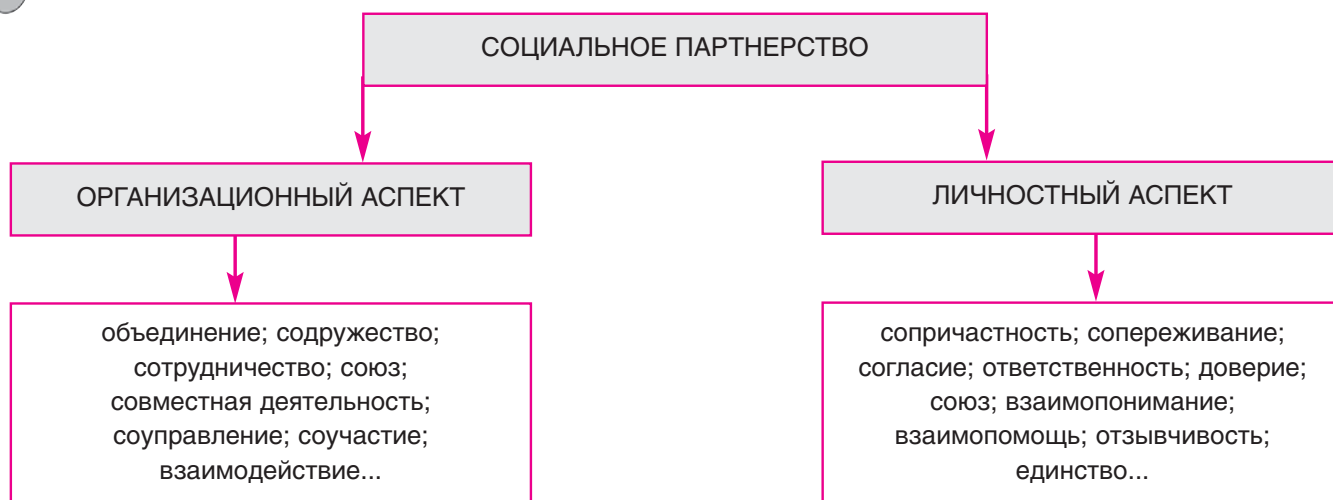 СОЦИАЛЬНОЕ ПАРТНЕРСТВО
ОРГАНИЗАЦИОННЫЙ АСПЕКТ
объединение; содружество;
сотрудничество; союз;
совместная деятельность;
соуправление; соучастие;
взаимодействие...
ЛИЧНОСТНЫЙ АСПЕКТ
сопричастность; сопереживание;
согласие; ответственность; доверие;
союз; взаимопонимание;
взаимопомощь; отзывчивость;
единство...